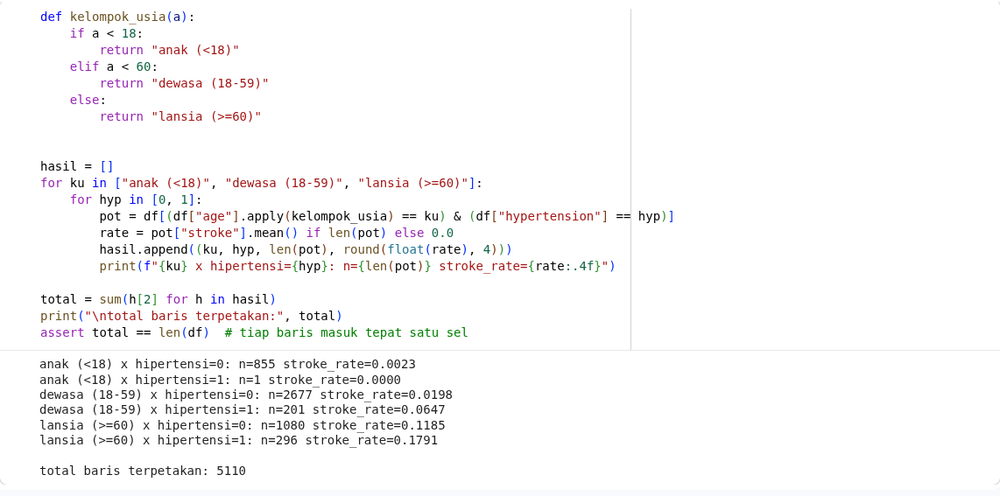 def kelompok_usia(a):
    if a < 18:
        return "anak (<18)"
    elif a < 60:
        return "dewasa (18-59)"
    else:
        return "lansia (>=60)"


hasil = []
for ku in ["anak (<18)", "dewasa (18-59)", "lansia (>=60)"]:
    for hyp in [0, 1]:
        pot = df[(df["age"].apply(kelompok_usia) == ku) & (df["hypertension"] == hyp)]
        rate = pot["stroke"].mean() if len(pot) else 0.0
        hasil.append((ku, hyp, len(pot), round(float(rate), 4)))
        print(f"{ku} x hipertensi={hyp}: n={len(pot)} stroke_rate={rate:.4f}")

total = sum(h[2] for h in hasil)
print("\ntotal baris terpetakan:", total)
assert total == len(df)  # tiap baris masuk tepat satu sel
anak (<18) x hipertensi=0: n=855 stroke_rate=0.0023
anak (<18) x hipertensi=1: n=1 stroke_rate=0.0000
dewasa (18-59) x hipertensi=0: n=2677 stroke_rate=0.0198
dewasa (18-59) x hipertensi=1: n=201 stroke_rate=0.0647
lansia (>=60) x hipertensi=0: n=1080 stroke_rate=0.1185
lansia (>=60) x hipertensi=1: n=296 stroke_rate=0.1791

total baris terpetakan: 5110